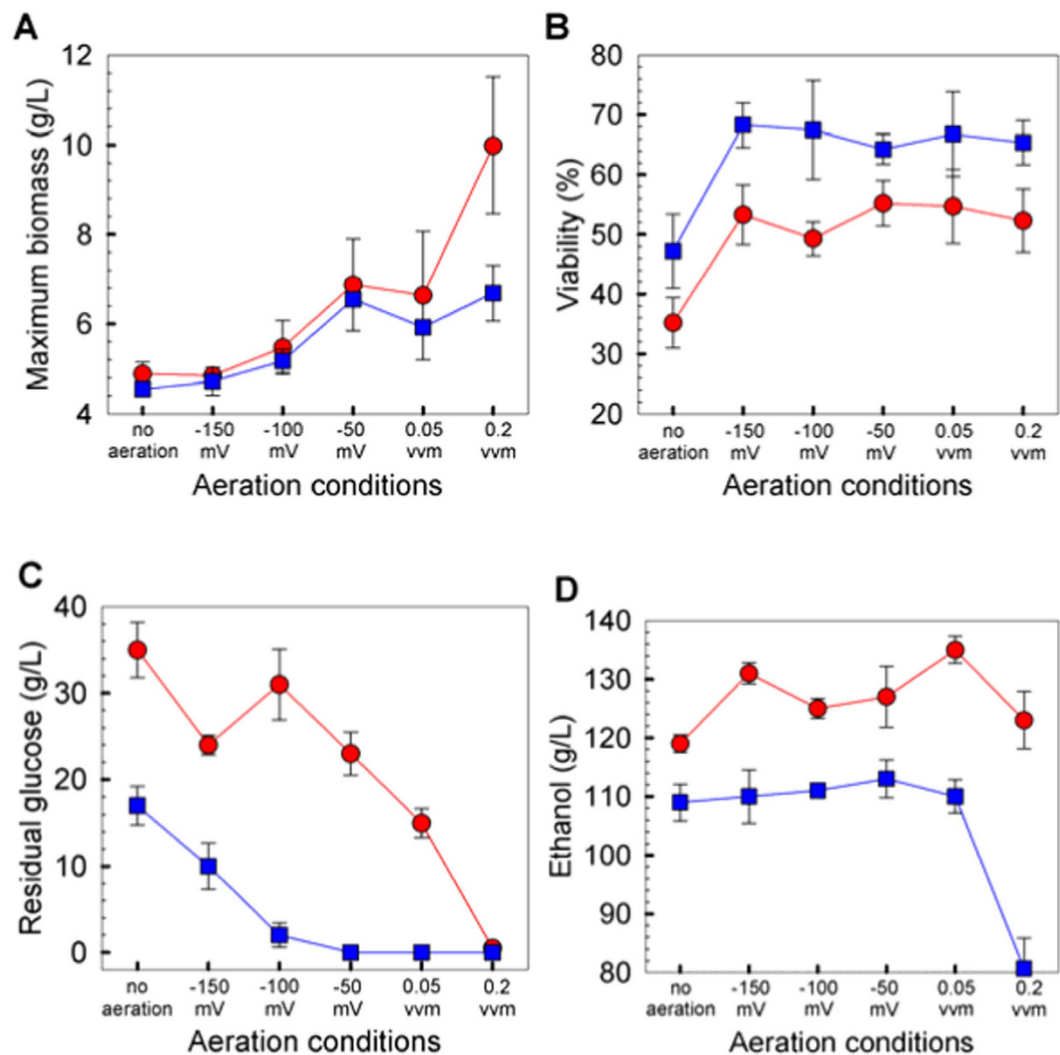 A
Maximum biomass (g/L)
12
10
8
6
4
no
aeration
-150
mV
-100
mV
-50
mV
0.05
vvm
0.2
vvm
Aeration conditions
B
Viability (%)
80
70
60
50
40
30
20
no
aeration
-150
mV
-100
mV
-50
mV
0.05
vvm
0.2
vvm
Aeration conditions
C
Residual glucose (g/L)
40
30
20
10
0
no
aeration
-150
mV
-100
mV
-50
mV
0.05
vvm
0.2
vvm
Aeration conditions
D
Ethanol (g/L)
140
130
120
110
100
90
80
no
aeration
-150
mV
-100
mV
-50
mV
0.05
vvm
0.2
vvm
Aeration conditions